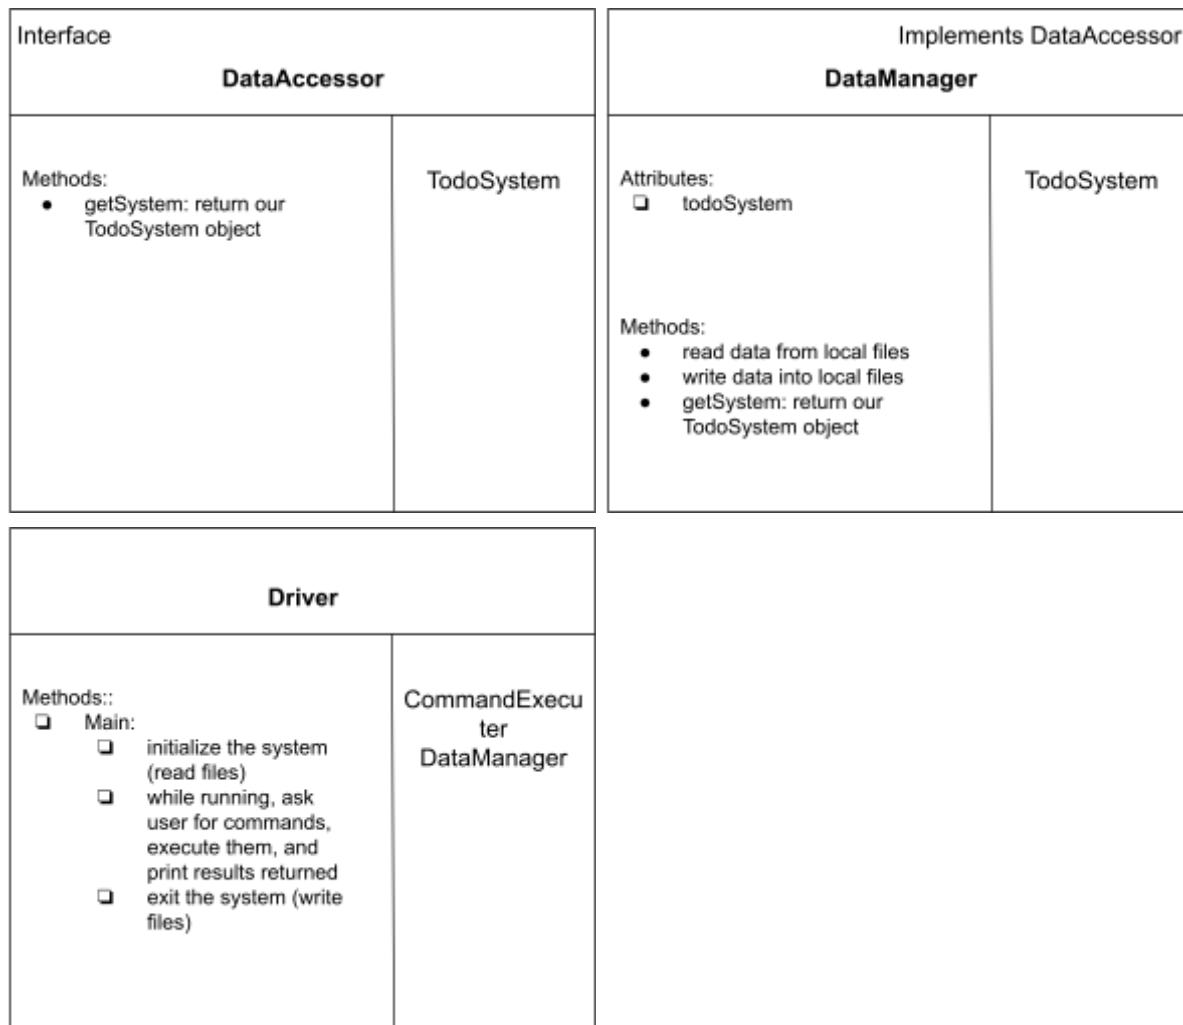 Interface
DataAccessor
Methods:
● getSystem: return our
TodoSystem object
TodoSystem
Implements DataAccessor
DataManager
Attributes:
❏ todoSystem
Methods:
● read data from local files
● write data into local files
● getSystem: return our
TodoSystem object
TodoSystem
Driver
Methods::
❏ Main:
❏ initialize the system
(read files)
❏ while running, ask
user for commands,
execute them, and
print results returned
❏ exit the system (write
files)
CommandExecu
ter
DataManager